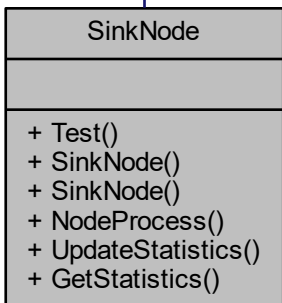 SinkNode
+ Test()
+ SinkNode()
+ SinkNode()
+ NodeProcess()
+ UpdateStatistics()
+ GetStatistics()